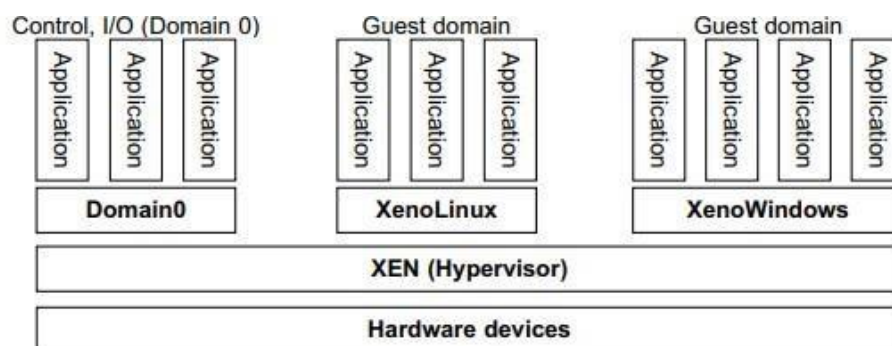 Control, I/O (Domain 0)
Guest domain
Guest domain
Application
Application
Application
Application
Application
Application
Application
Application
Application
Application
Domain0
XenoLinux
XenoWindows
XEN (Hypervisor)
Hardware devices